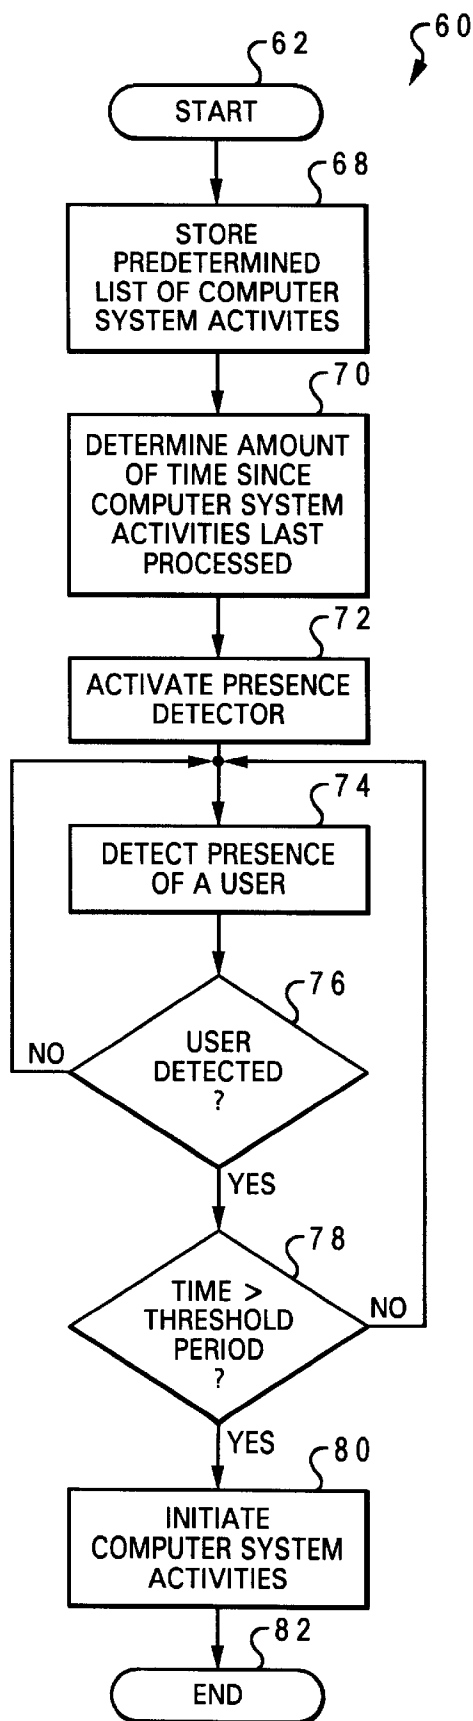 60
62
START
68
STORE
PREDETERMINED
LIST OF COMPUTER
SYSTEM ACTIVITES
70
DETERMINE AMOUNT
OF TIME SINCE
COMPUTER SYSTEM
ACTIVITIES LAST
PROCESSED
72
ACTIVATE PRESENCE
DETECTOR
74
DETECT PRESENCE
OF A USER
76
USER
DETECTED
?
NO
YES
78
TIME >
THRESHOLD
PERIOD
?
NO
YES
80
INITIATE
COMPUTER SYSTEM
ACTIVITIES
82
END